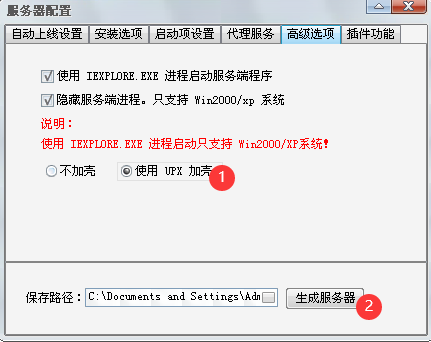 服务器配置
自动上线设置 安装选项 启动项设置 代理服务 高级选项 插件功能
使用 IEXPLORE.EXE 进程启动服务端程序
隐藏服务端进程。只支持 Win2000/xp 系统
说明：
使用 IEXPLORE.EXE 进程启动只支持 Win2000/XP系统！
不加壳 使用 UPX 加壳 1
保存路径： C:\Documents and Settings\Adm 生成服务器 2